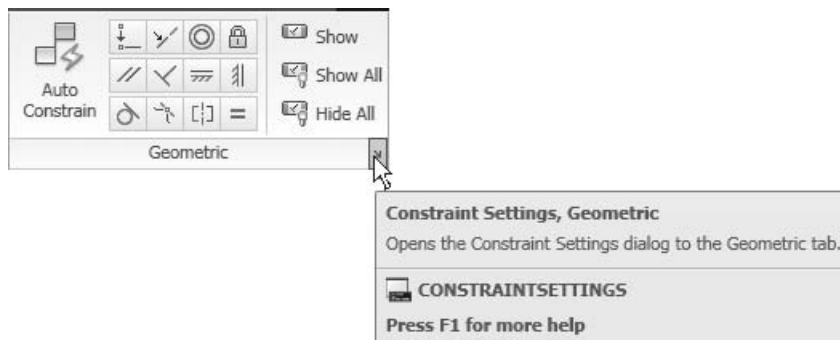 Auto
Constrain
Show
Show All
Hide All
Geometric
Constraint Settings, Geometric
Opens the Constraint Settings dialog to the Geometric tab.
CONSTRAINTSETTINGS
Press F1 for more help